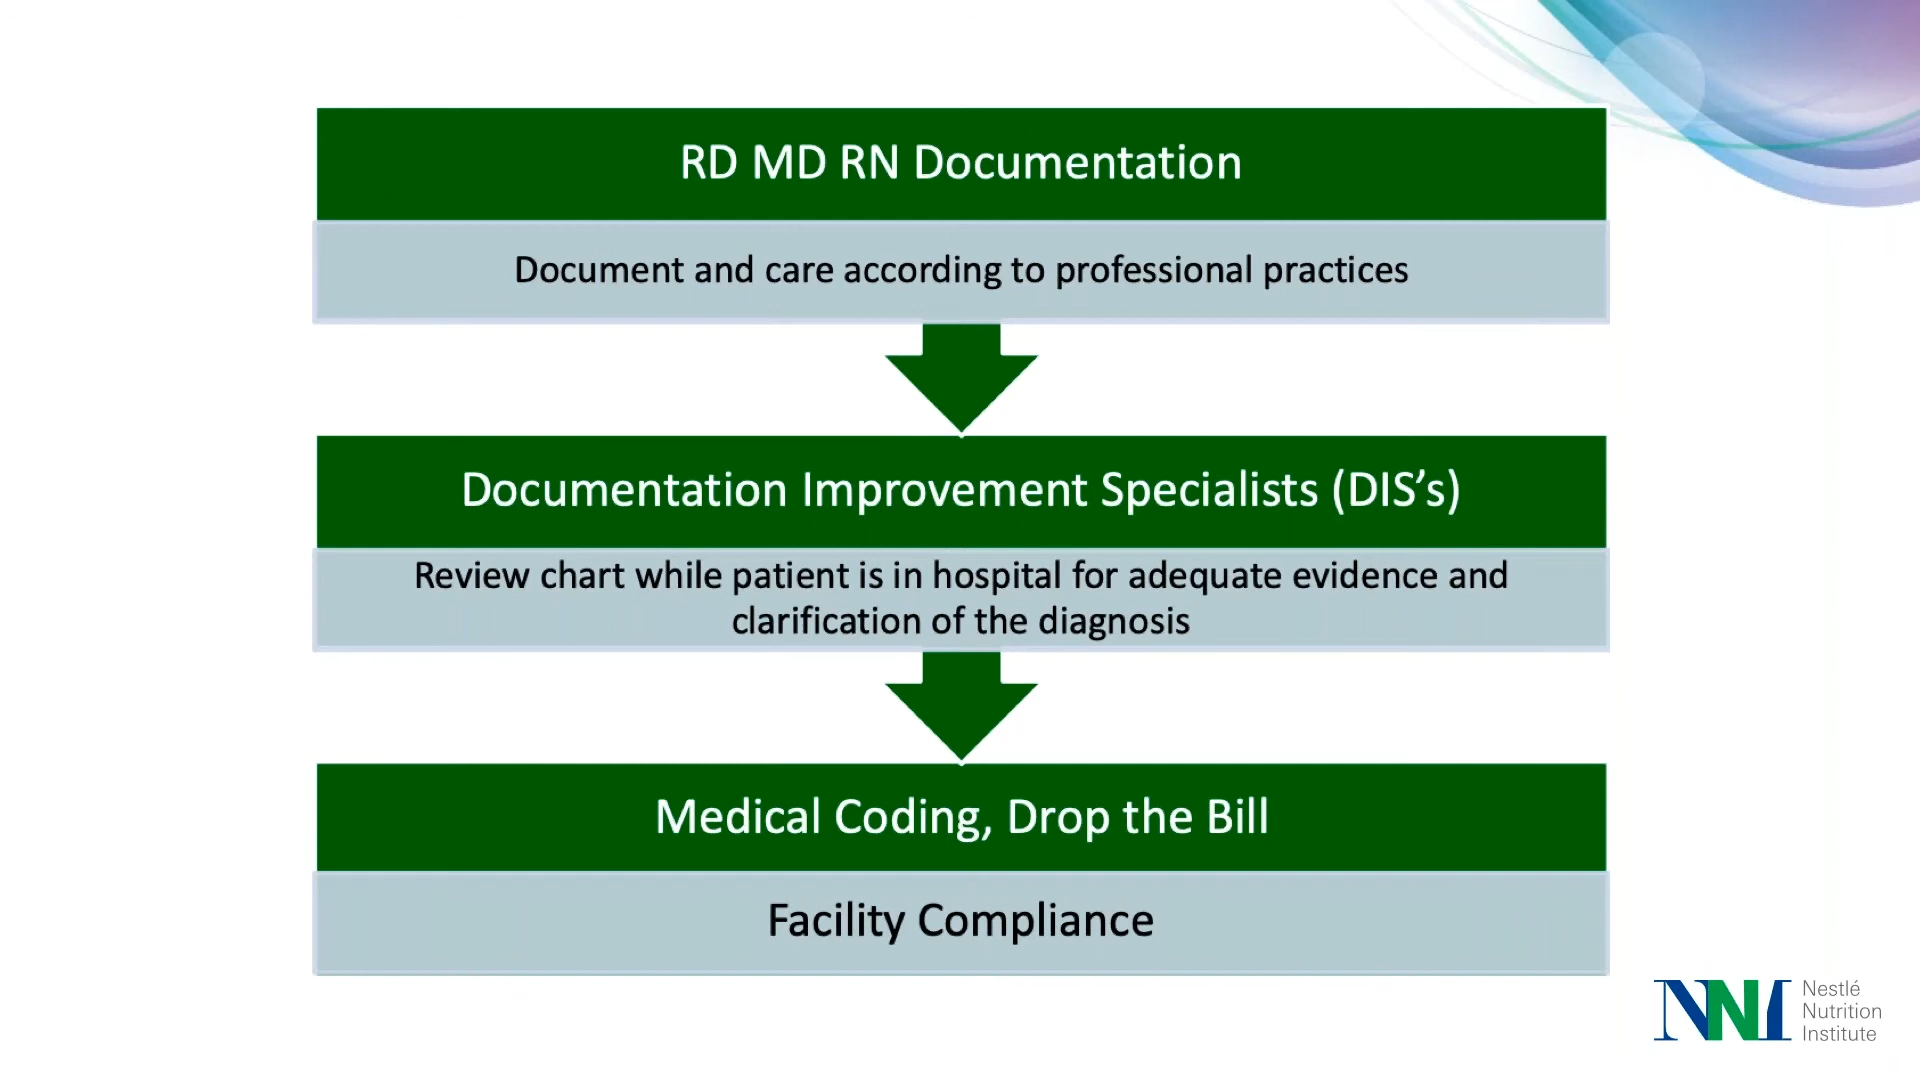 RD MD RN Documentation
Document and care according to professional practices
Documentation Improvement Specialists (DIS’s)
Review chart while patient is in hospital for adequate evidence and
clarification of the diagnosis
Medical Coding, Drop the Bill
Facility Compliance
NNI
Nestlé
Nutrition
Institute